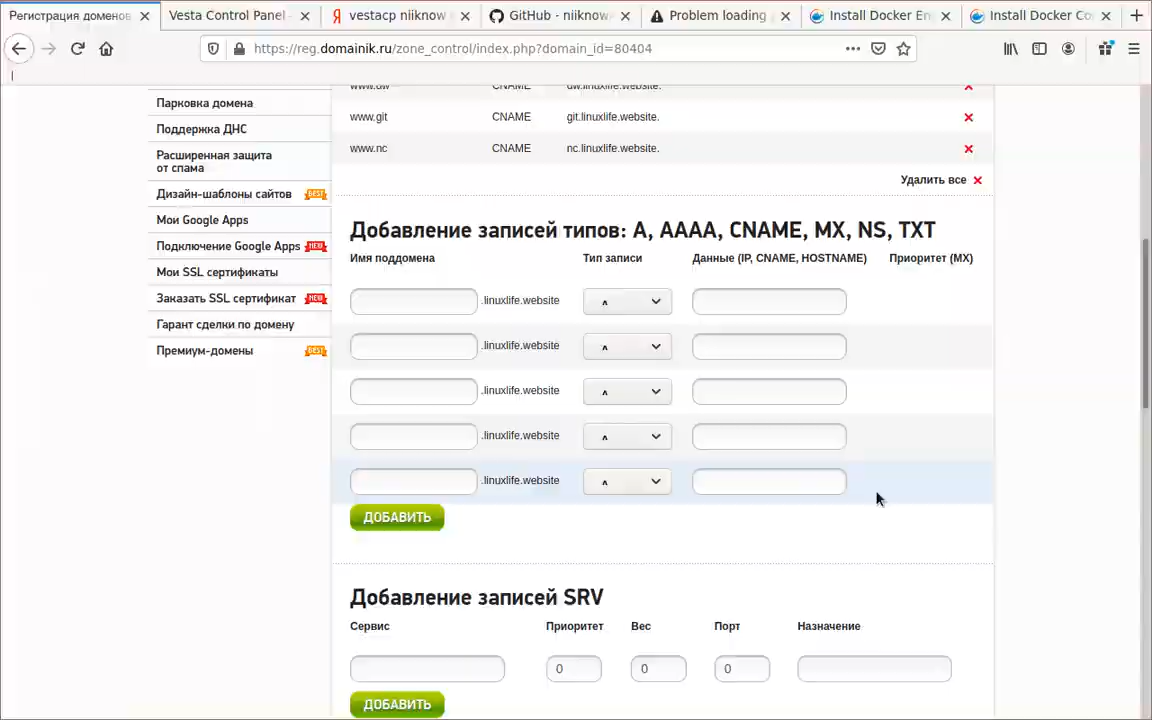 Регистрация доменов
Vesta Control Panel -
vestacp niiknow
GitHub - niiknow
Problem loading
Install Docker En
Install Docker Co
https://reg.domainik.ru/zone_control/index.php?domain_id=80404
Парковка домена
Поддержка ДНС
Расширенная защита
от спама
Дизайн-шаблоны сайтов BEST
Мои Google Apps
Подключение Google Apps NEW
Мои SSL сертификаты
Заказать SSL сертификат NEW
Гарант сделки по домену
Премиум-домены BEST
www.dw CNAME dw.linuxlife.website.
www.git CNAME git.linuxlife.website.
www.nc CNAME nc.linuxlife.website.
Удалить все
Добавление записей типов: A, AAAA, CNAME, MX, NS, TXT
Имя поддомена Тип записи Данные (IP, CNAME, HOSTNAME) Приоритет (MX)
.linuxlife.website A
.linuxlife.website A
.linuxlife.website A
.linuxlife.website A
.linuxlife.website A
ДОБАВИТЬ
Добавление записей SRV
Сервис Приоритет Вес Порт Назначение
0 0 0
ДОБАВИТЬ